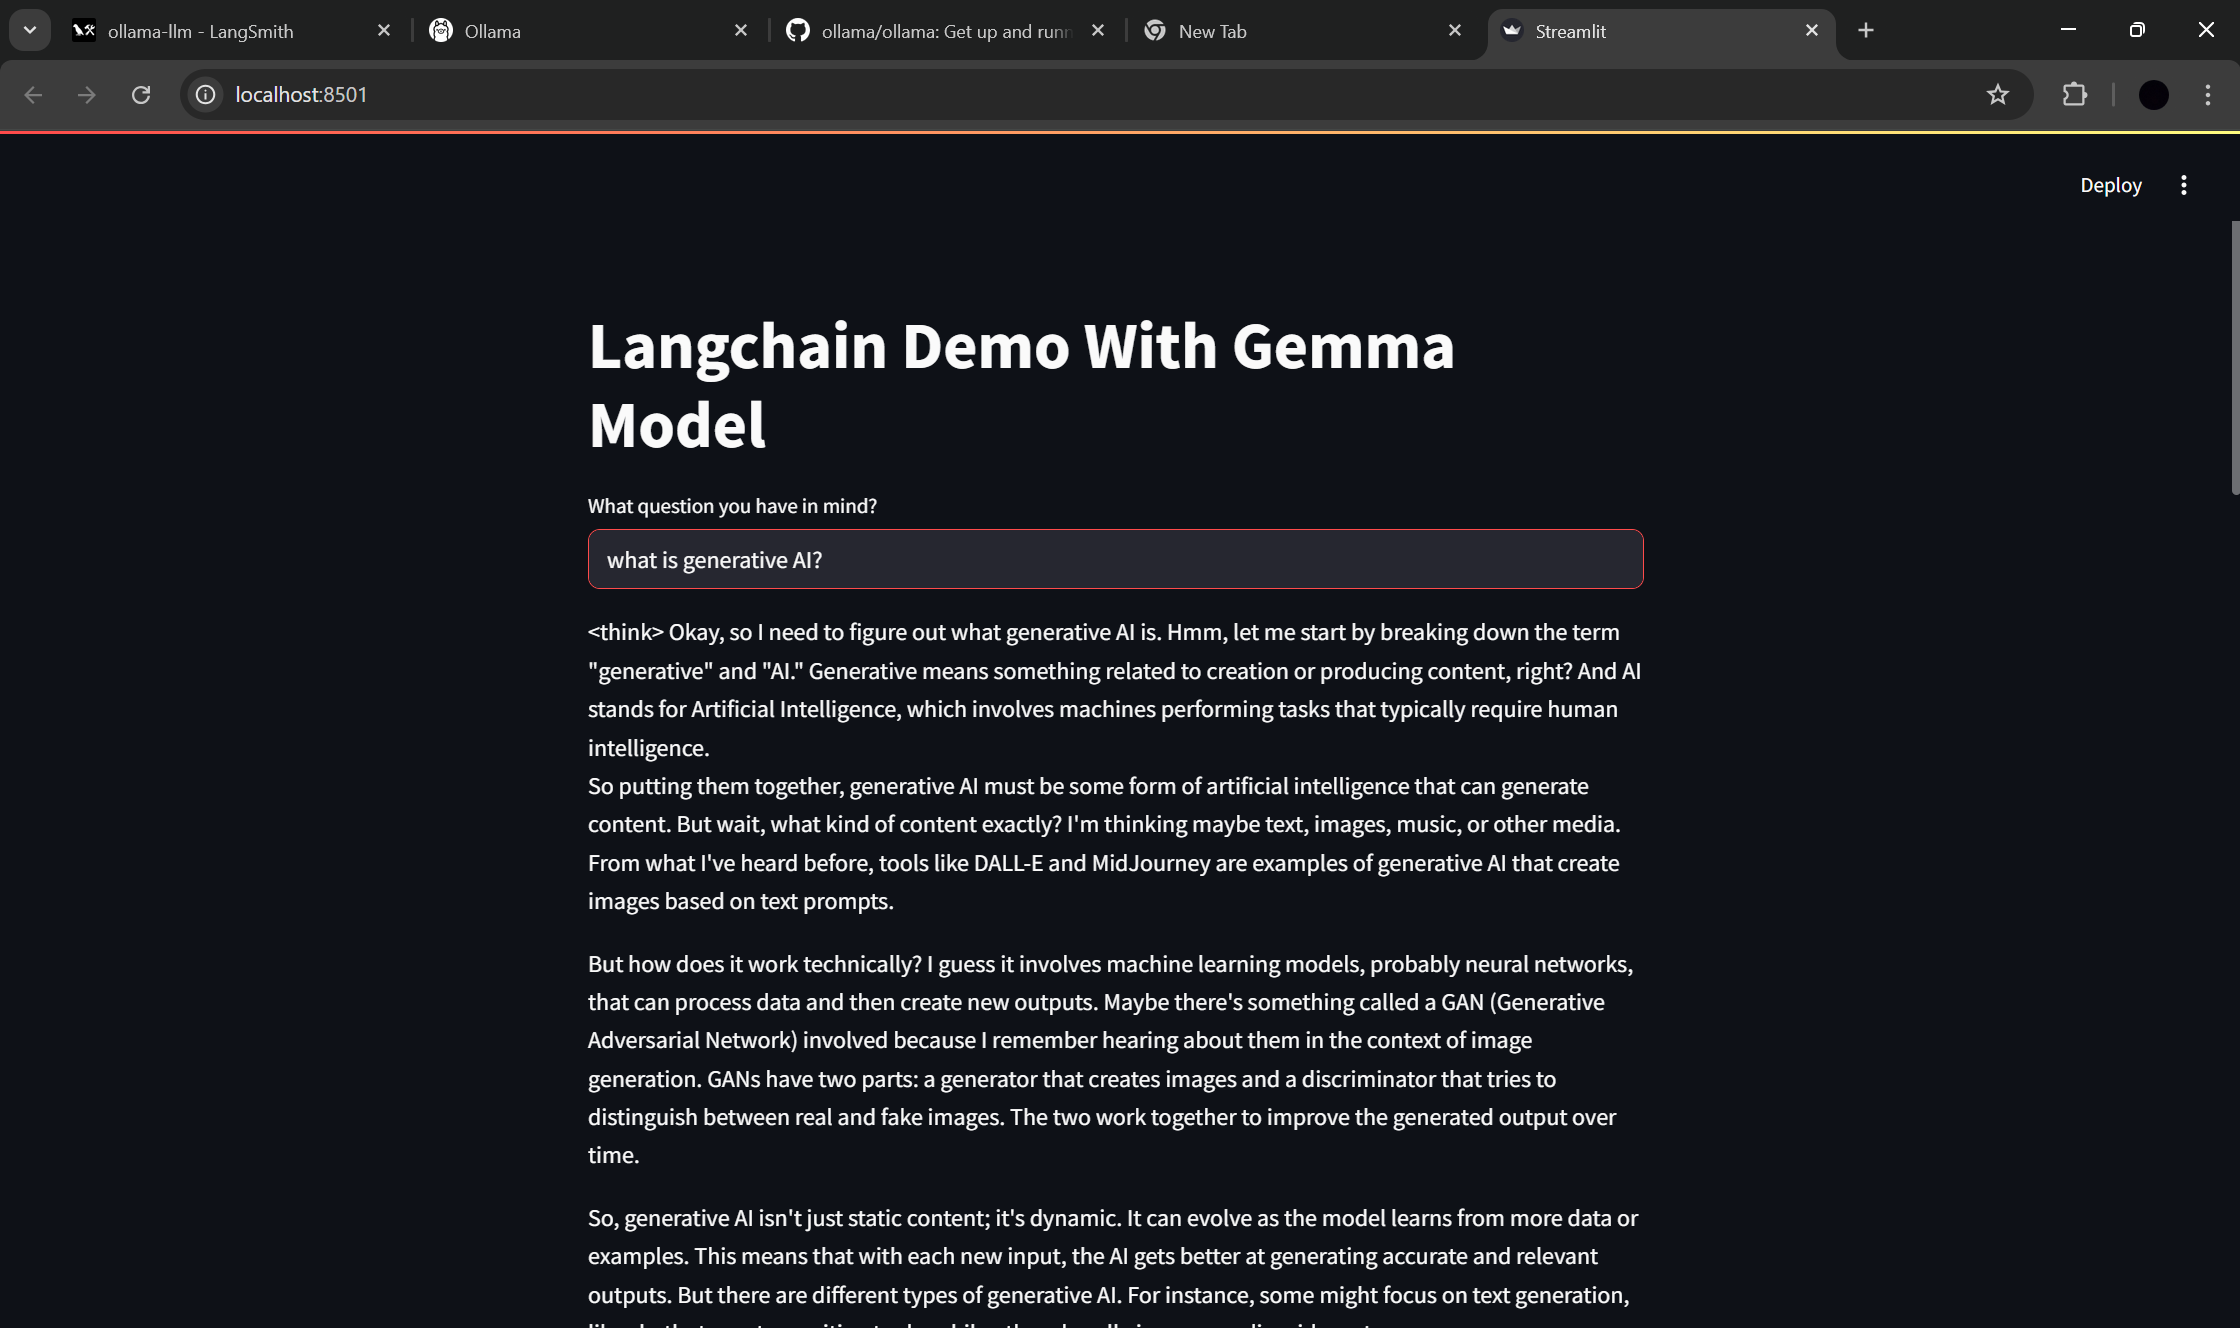 ollama-llm - LangSmith
Ollama
ollama/ollama: Get up and runn
New Tab
Streamlit
localhost:8501
Deploy
Langchain Demo With Gemma
Model
What question you have in mind?
what is generative AI?
<think> Okay, so I need to figure out what generative AI is. Hmm, let me start by breaking down the term
"generative" and "AI." Generative means something related to creation or producing content, right? And AI
stands for Artificial Intelligence, which involves machines performing tasks that typically require human
intelligence.
So putting them together, generative AI must be some form of artificial intelligence that can generate
content. But wait, what kind of content exactly? I'm thinking maybe text, images, music, or other media.
From what I've heard before, tools like DALL-E and MidJourney are examples of generative AI that create
images based on text prompts.
But how does it work technically? I guess it involves machine learning models, probably neural networks,
that can process data and then create new outputs. Maybe there's something called a GAN (Generative
Adversarial Network) involved because I remember hearing about them in the context of image
generation. GANs have two parts: a generator that creates images and a discriminator that tries to
distinguish between real and fake images. The two work together to improve the generated output over
time.
So, generative AI isn't just static content; it's dynamic. It can evolve as the model learns from more data or
examples. This means that with each new input, the AI gets better at generating accurate and relevant
outputs. But there are different types of generative AI. For instance, some might focus on text generation,